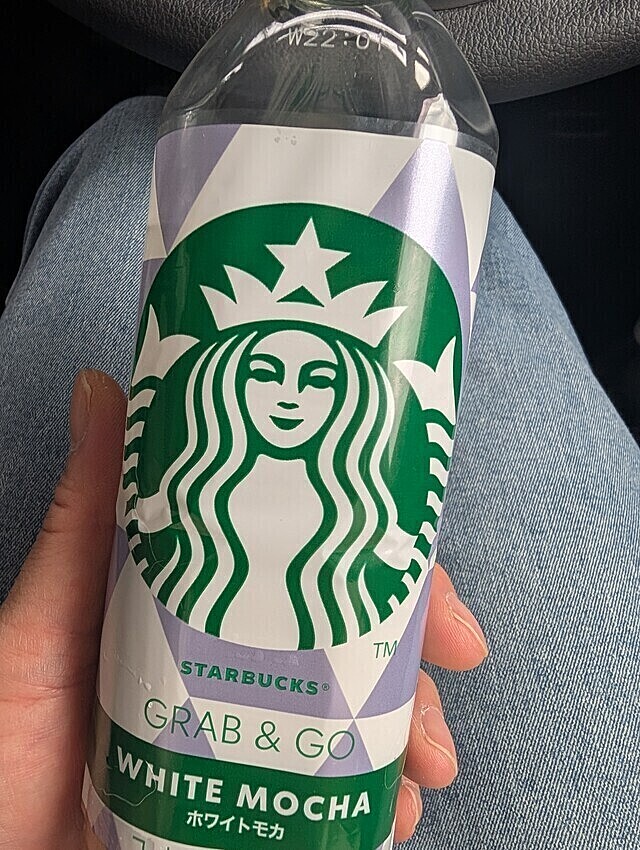 W22:01
TM
STARBUCKS®
GRAB & GO
WHITE MOCHA
ホワイトモカ